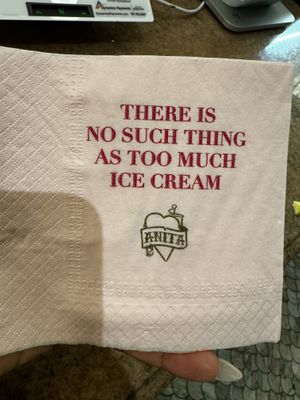 THERE IS
NO SUCH THING
AS TOO MUCH
ICE CREAM
ANITA